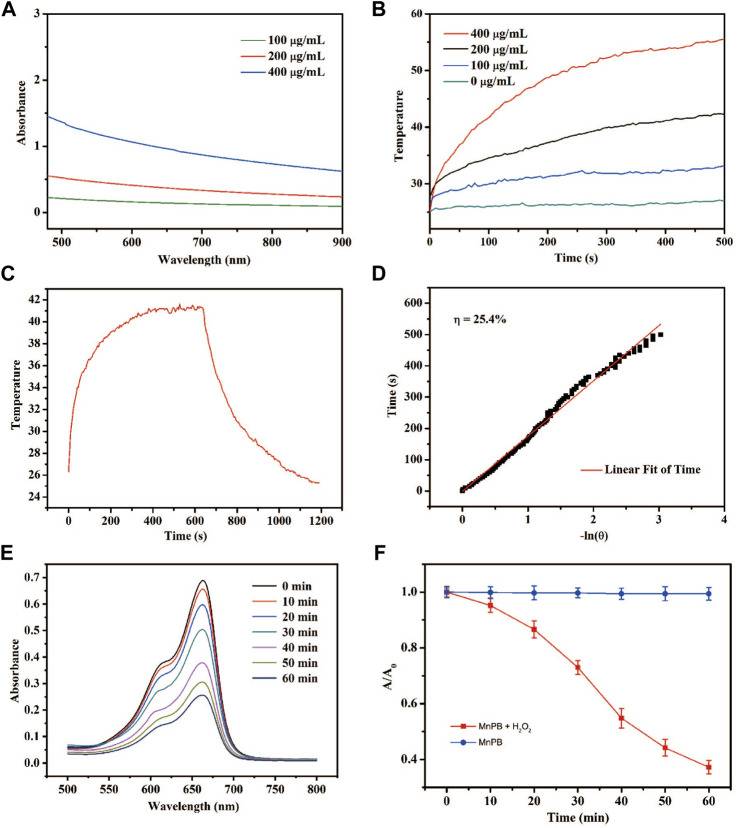 A
3
2
1
0
Absorbance
100 μg/mL
200 μg/mL
400 μg/mL
500 600 700 800 900
Wavelength (nm)
B
60
50
40
30
Temperature
400 μg/mL
200 μg/mL
100 μg/mL
0 μg/mL
0 100 200 300 400 500
Timc (s)
C
42
40
38
36
34
32
30
28
26
24
Temperature
0 200 400 600 800 1000 1200
Time (s)
D
600
500
400
300
200
100
0
Time (s)
η = 25.4%
Linear Fit of Time
0 1 2 3 4
-ln(θ)
E
0.7
0.6
0.5
0.4
0.3
0.2
0.1
0.0
Absorbance
0 min
10 min
20 min
30 min
40 min
50 min
60 min
500 550 600 650 700 750 800
Wavelength (nm)
F
1.0
0.8
0.6
0.4
A/A₀
MnPB + H₂O₂
MnPB
0 10 20 30 40 50 60
Time (min)